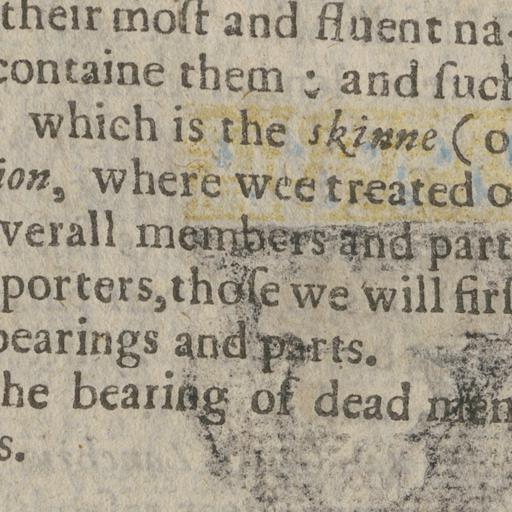 their moſt and fluent na-
containe them : and ſuch
which is the skinne (o
ion, where wee treated o
verall members and part
porters, thoſe we will firſ
bearings and parts.
he bearing of dead mem
s.